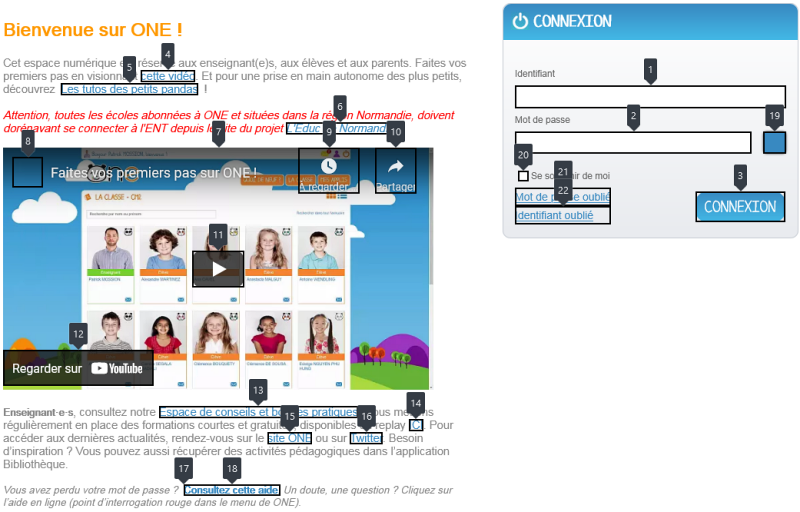 Bienvenue sur ONE !
Cet espace numérique est réservé aux enseignant(e)s, aux élèves et aux parents. Faites vos
premiers pas en visionnant cette vidéo. Et pour une prise en main autonome des plus petits,
découvrez Les tutos des petits pandas !
Attention, toutes les écoles abonnées à ONE et situées dans la région Normandie, doivent
dorénavant se connecter à l'ENT depuis le site du projet L'Educ de Normandie
4
5
6
7
8
9
10
Faites vos premiers pas sur ONE !
À regarder
Partager
LA CLASSE - CM2
11
Enseignant
12
Regarder sur YouTube
13
Enseignant·e·s, consultez notre Espace de conseils et bonnes pratiques. Nous mettons
régulièrement en place des formations courtes et gratuites, disponibles en replay ICI. Pour
accéder aux dernières actualités, rendez-vous sur le site ONE ou sur Twitter. Besoin
d'inspiration ? Vous pouvez aussi récupérer des activités pédagogiques dans l'application
Bibliothèque.
14
15
16
17
18
Vous avez perdu votre mot de passe ? Consultez cette aide. Un doute, une question ? Cliquez sur
l'aide en ligne (point d'interrogation rouge dans le menu de ONE).
CONNEXION
Identifiant
1
Mot de passe
2
19
20
Se souvenir de moi
21
Mot de passe oublié
22
Identifiant oublié
3
CONNEXION